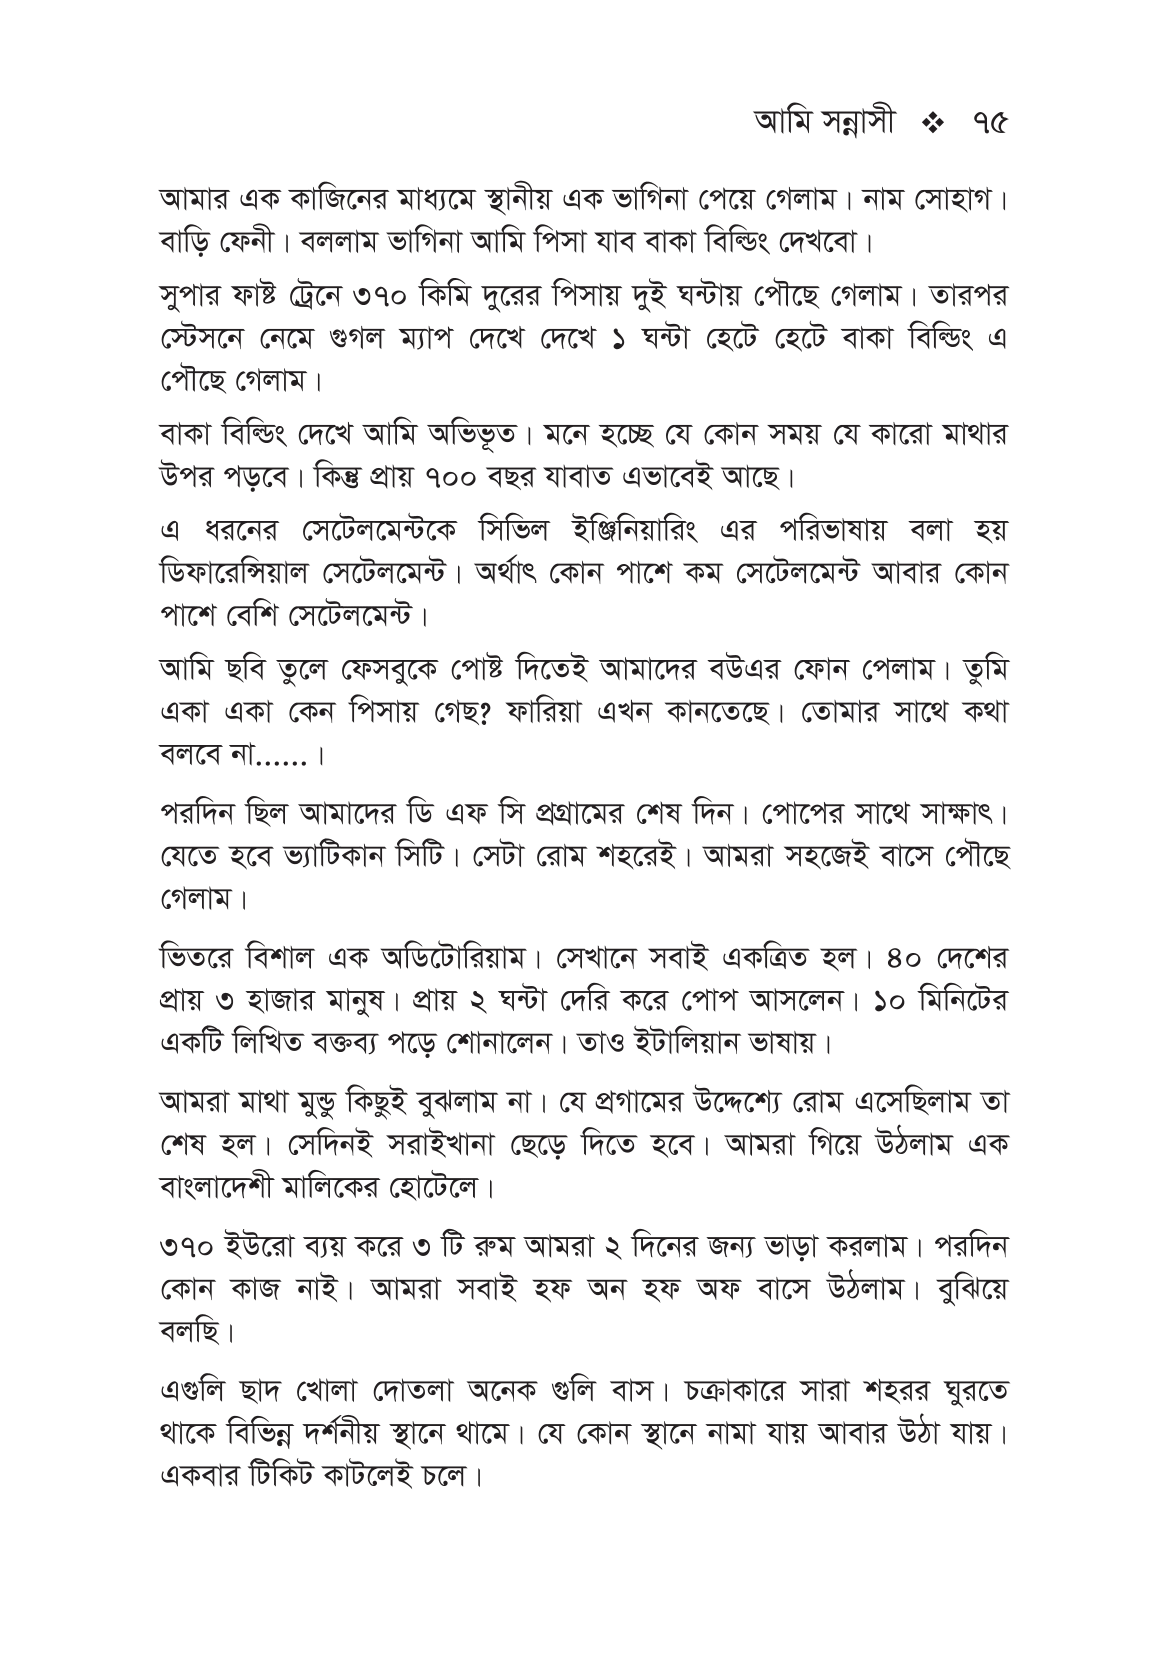 আমি সন্নাসী ❖ ৭৫
আমার এক কাজিনের মাধ্যমে স্থানীয় এক ভাগিনা পেয়ে গেলাম। নাম সোহাগ।
বাড়ি ফেনী। বললাম ভাগিনা আমি পিসা যাব বাকা বিল্ডিং দেখবো।
সুপার ফাষ্ট ট্রেনে ৩৭০ কিমি দুরের পিসায় দুই ঘন্টায় পৌছে গেলাম। তারপর
স্টেসনে নেমে গুগল ম্যাপ দেখে দেখে ১ ঘন্টা হেটে হেটে বাকা বিল্ডিং এ
পৌছে গেলাম।
বাকা বিল্ডিং দেখে আমি অভিভূত। মনে হচ্ছে যে কোন সময় যে কারো মাথার
উপর পড়বে। কিন্তু প্রায় ৭০০ বছর যাবাত এভাবেই আছে।
এ ধরনের সেটেলমেন্টকে সিভিল ইঞ্জিনিয়ারিং এর পরিভাষায় বলা হয়
ডিফারেন্সিয়াল সেটেলমেন্ট। অর্থাৎ কোন পাশে কম সেটেলমেন্ট আবার কোন
পাশে বেশি সেটেলমেন্ট।
আমি ছবি তুলে ফেসবুকে পোষ্ট দিতেই আমাদের বউএর ফোন পেলাম। তুমি
একা একা কেন পিসায় গেছ? ফারিয়া এখন কানতেছে। তোমার সাথে কথা
বলবে না......।
পরদিন ছিল আমাদের ডি এফ সি প্রগ্রামের শেষ দিন। পোপের সাথে সাক্ষাৎ।
যেতে হবে ভ্যাটিকান সিটি। সেটা রোম শহরেই। আমরা সহজেই বাসে পৌছে
গেলাম।
ভিতরে বিশাল এক অডিটোরিয়াম। সেখানে সবাই একত্রিত হল। ৪০ দেশের
প্রায় ৩ হাজার মানুষ। প্রায় ২ ঘন্টা দেরি করে পোপ আসলেন। ১০ মিনিটের
একটি লিখিত বক্তব্য পড়ে শোনালেন। তাও ইটালিয়ান ভাষায়।
আমরা মাথা মুন্ডু কিছুই বুঝলাম না। যে প্রগামের উদ্দেশ্যে রোম এসেছিলাম তা
শেষ হল। সেদিনই সরাইখানা ছেড়ে দিতে হবে। আমরা গিয়ে উঠলাম এক
বাংলাদেশী মালিকের হোটেলে।
৩৭০ ইউরো ব্যয় করে ৩ টি রুম আমরা ২ দিনের জন্য ভাড়া করলাম। পরদিন
কোন কাজ নাই। আমরা সবাই হফ অন হফ অফ বাসে উঠলাম। বুঝিয়ে
বলছি।
এগুলি ছাদ খোলা দোতলা অনেক গুলি বাস। চক্রাকারে সারা শহরর ঘুরতে
থাকে বিভিন্ন দর্শনীয় স্থানে থামে। যে কোন স্থানে নামা যায় আবার উঠা যায়।
একবার টিকিট কাটলেই চলে।